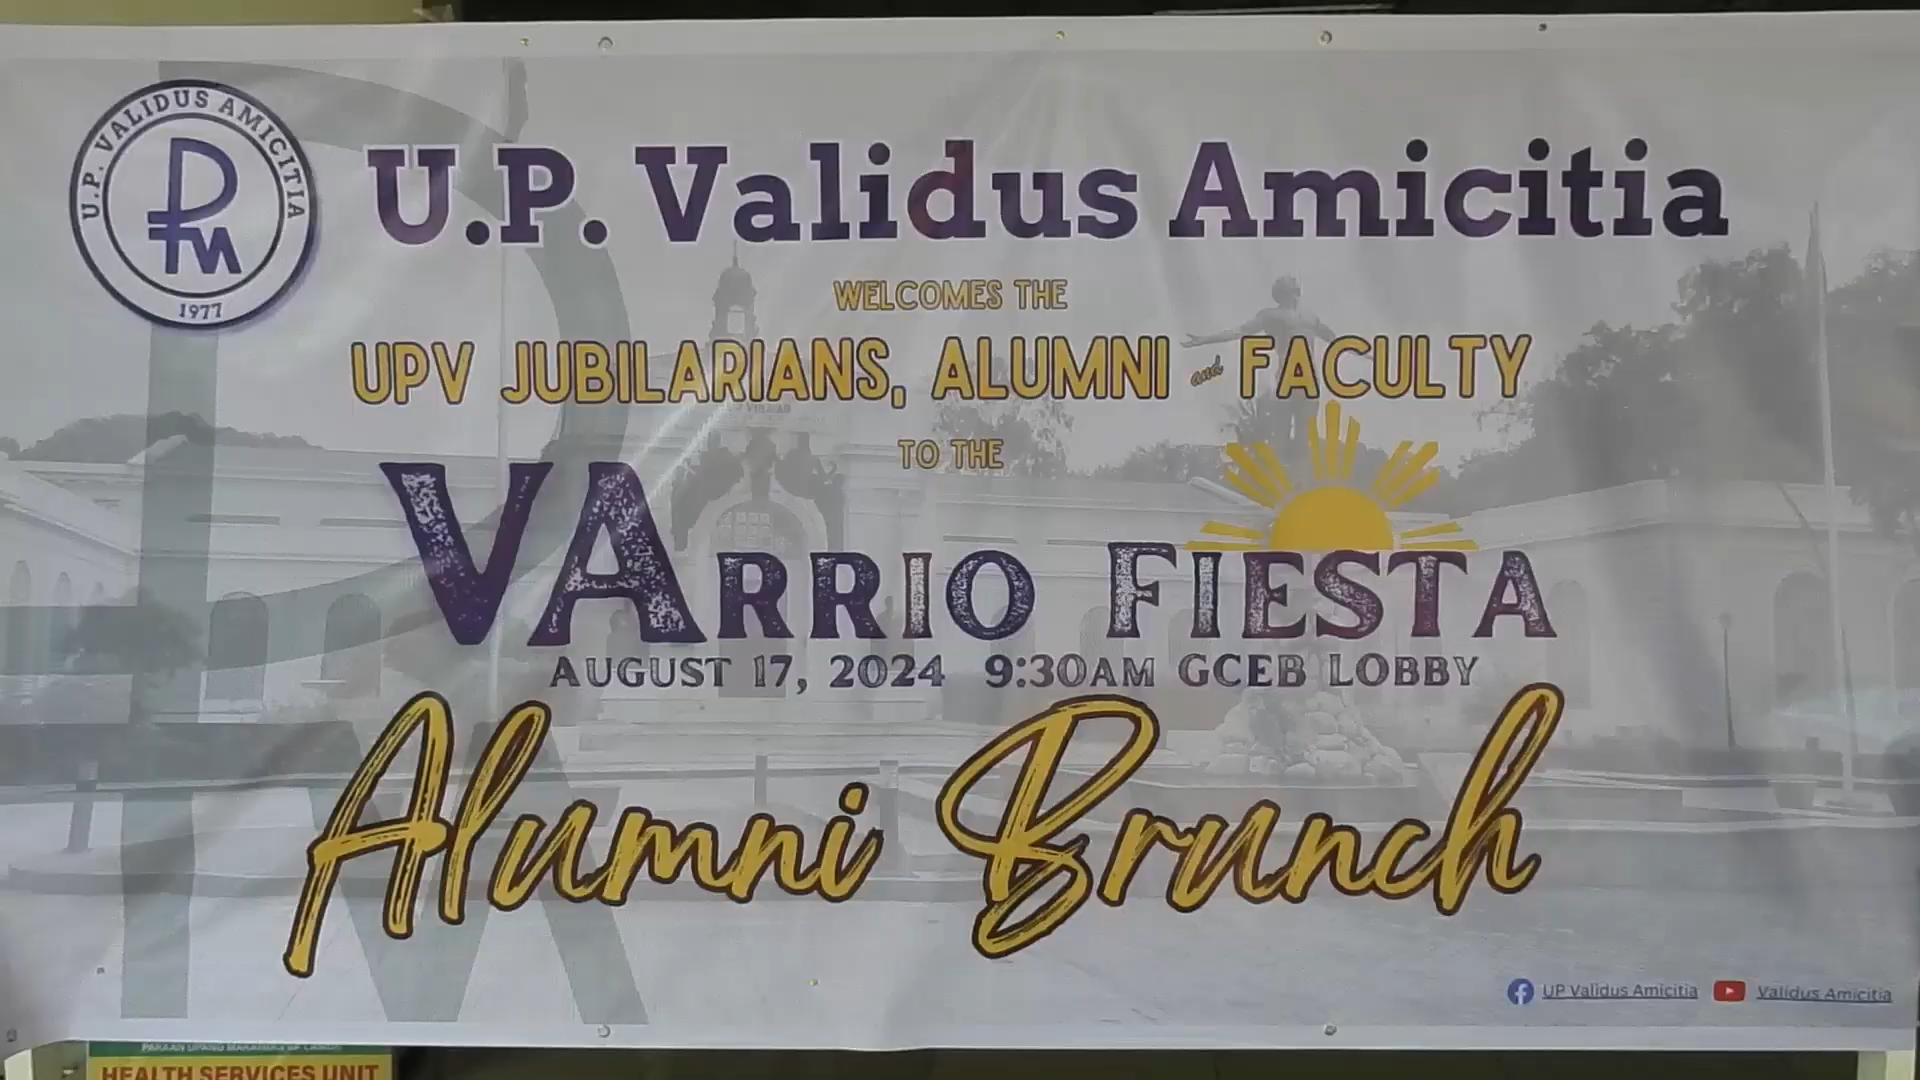 U.P. VALIDUS AMICITIA
1977
U.P. Validus Amicitia
WELCOMES THE
UPV JUBILARIANS, ALUMNI and FACULTY
TO THE
VARRIO FIESTA
AUGUST 17, 2024 9:30AM GCEB LOBBY
Alumni Brunch
UP Validus Amicitia Validus Amicitia
HEALTH SERVICES UNIT